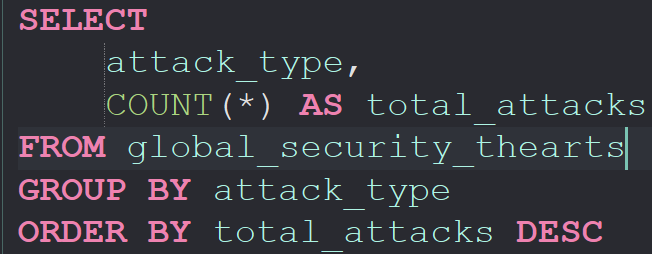 SELECT
attack_type,
COUNT(*) AS total_attacks
FROM global_security_thearts
GROUP BY attack_type
ORDER BY total_attacks DESC